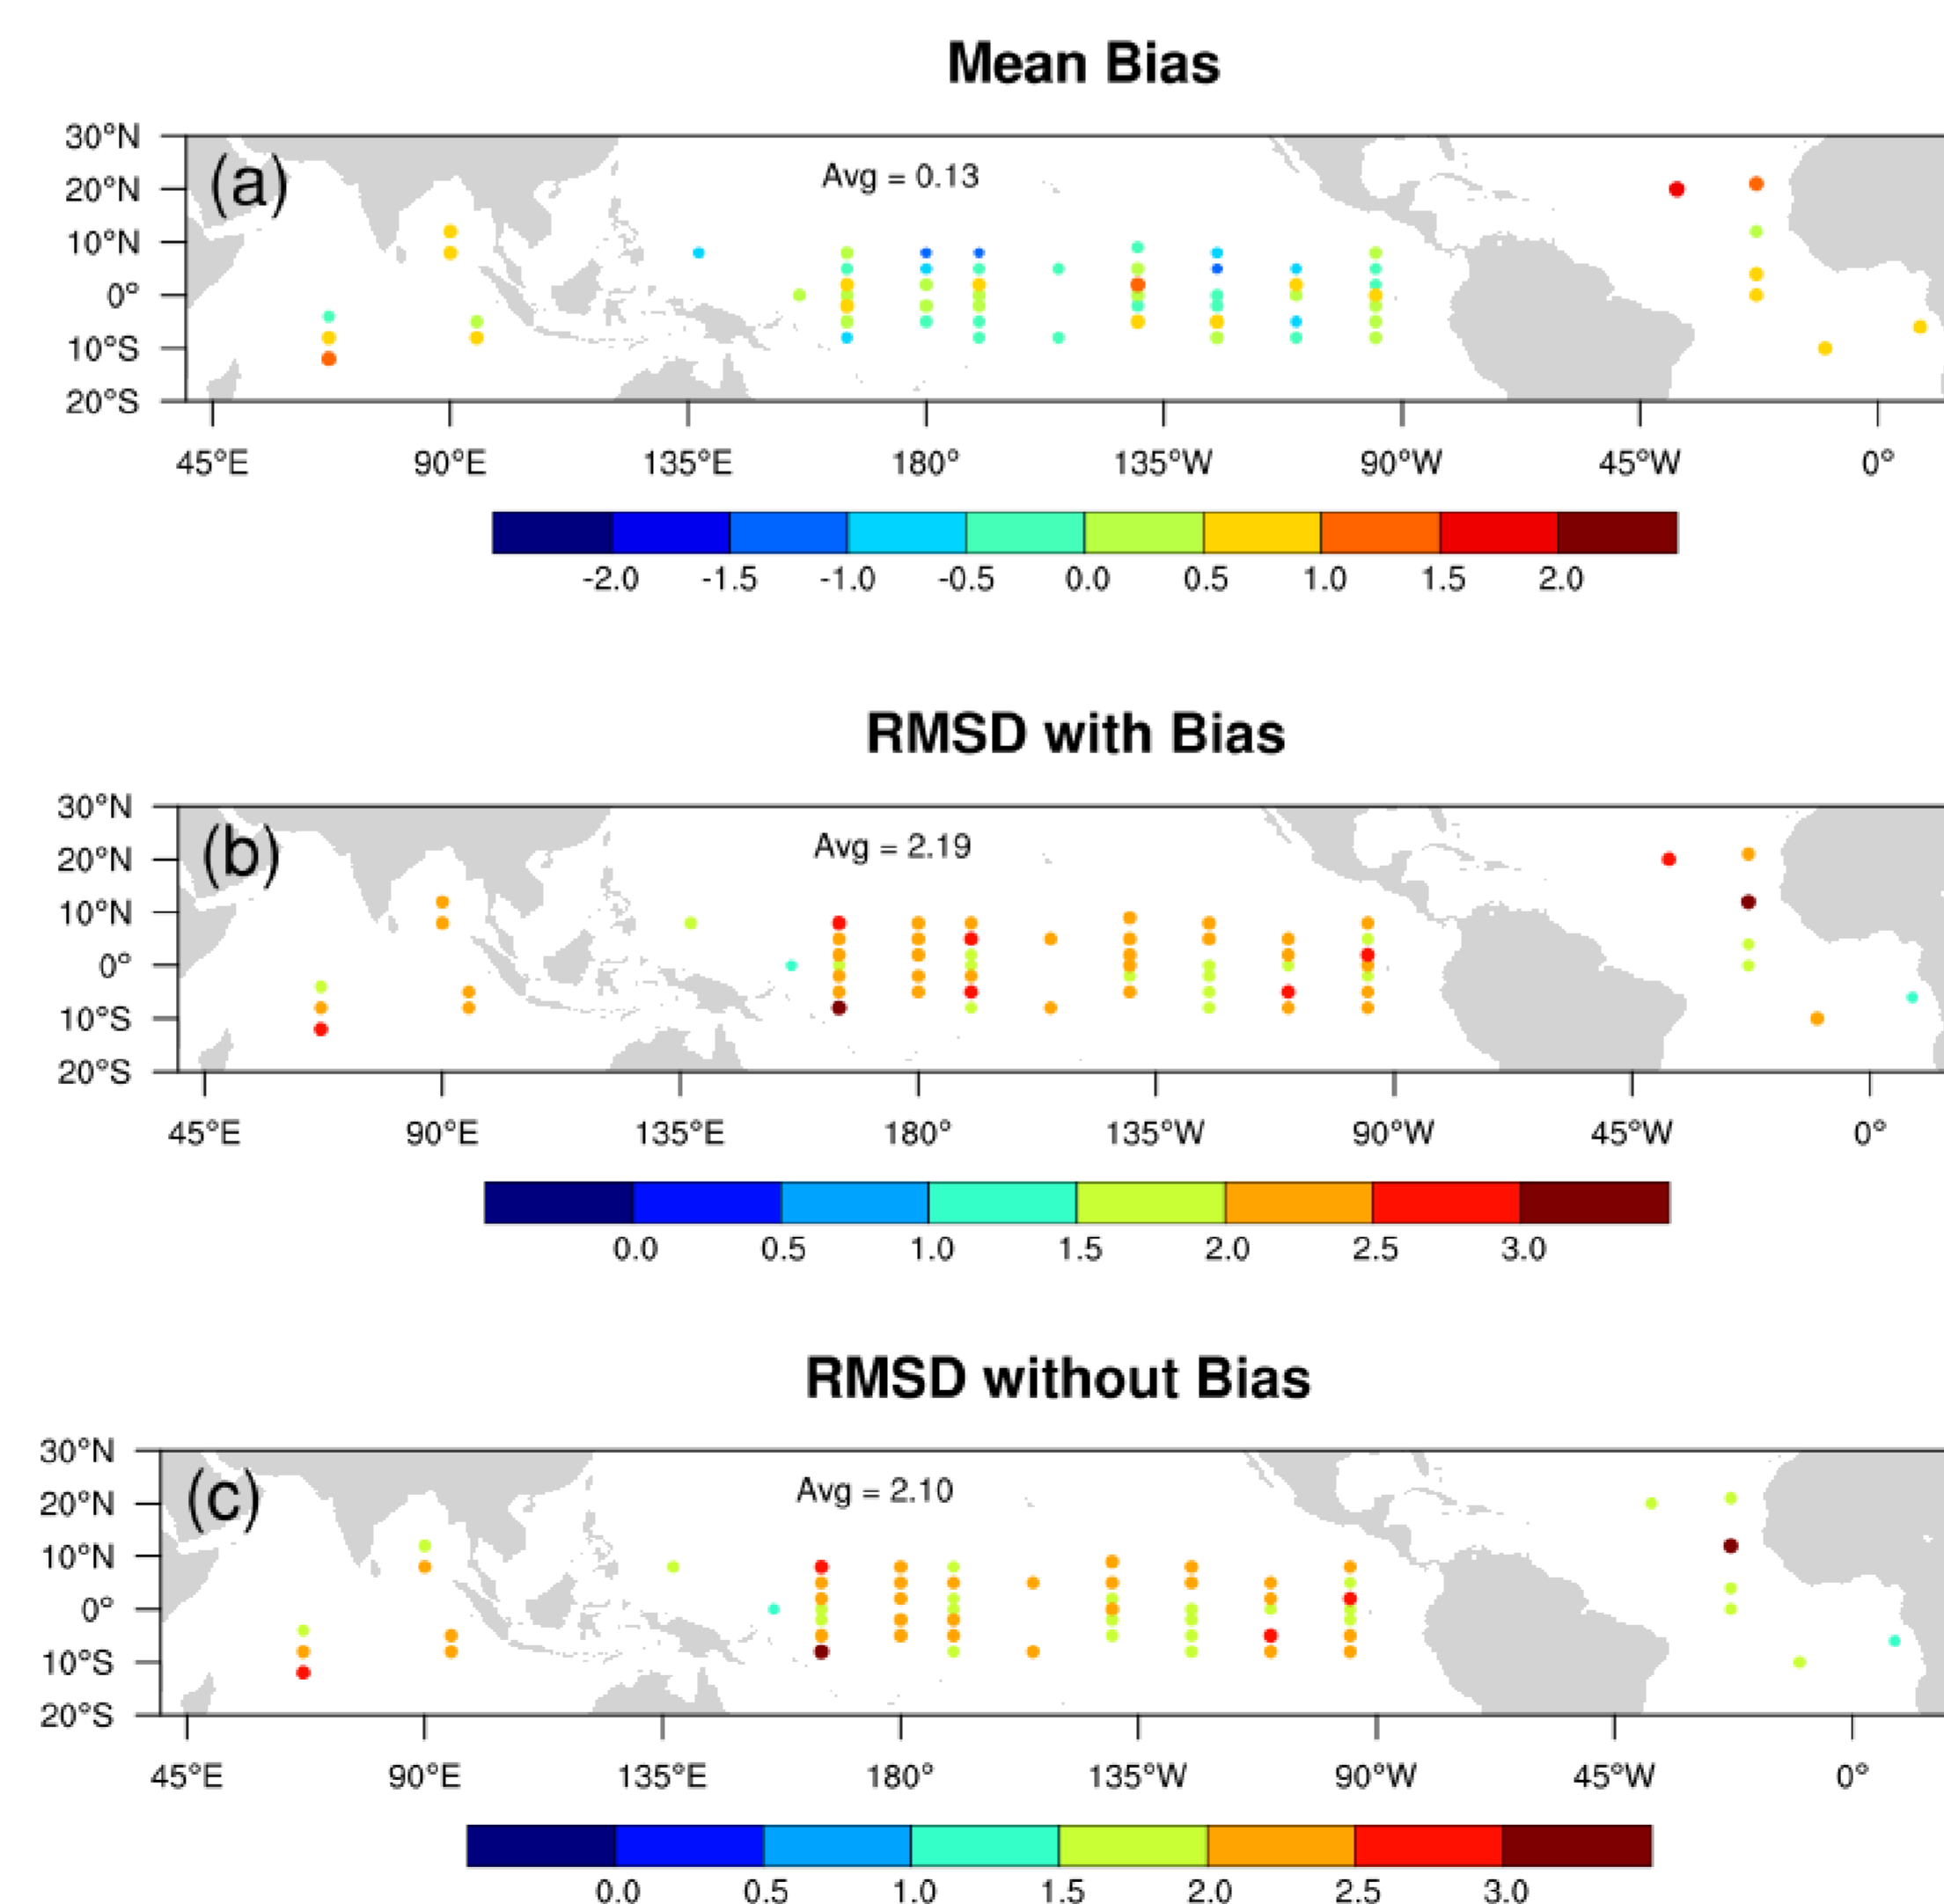 Mean Bias
30°N
(a)
Avg = 0.13
20°N
10°N
0°
10°S
20°S
45°E 90°E 135°E 180° 135°W 90°W 45°W 0°
-2.0 -1.5 -1.0 -0.5 0.0 0.5 1.0 1.5 2.0
RMSD with Bias
30°N
(b)
Avg = 2.19
20°N
10°N
0°
10°S
20°S
45°E 90°E 135°E 180° 135°W 90°W 45°W 0°
0.0 0.5 1.0 1.5 2.0 2.5 3.0
RMSD without Bias
30°N
(c)
Avg = 2.10
20°N
10°N
0°
10°S
20°S
45°E 90°E 135°E 180° 135°W 90°W 45°W 0°
0.0 0.5 1.0 1.5 2.0 2.5 3.0